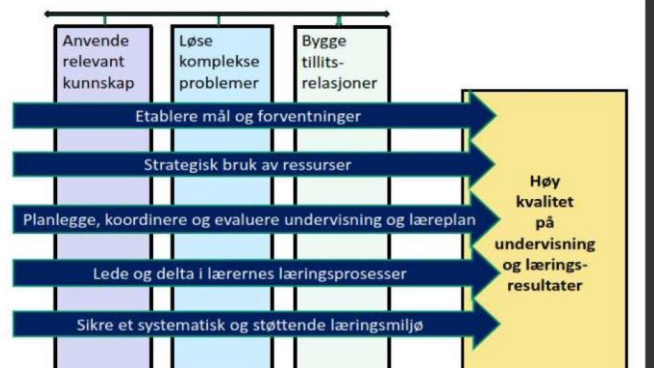 Anvende
relevant
kunnskap
Løse
komplekse
problemer
Bygge
tillits-
relasjoner
Etablere mål og forventninger
Strategisk bruk av ressurser
Planlegge, koordinere og evaluere undervisning og læreplan
Lede og delta i lærernes læringsprosesser
Sikre et systematisk og støttende læringsmiljø
Høy
kvalitet
på
undervisning
og lærings-
resultater